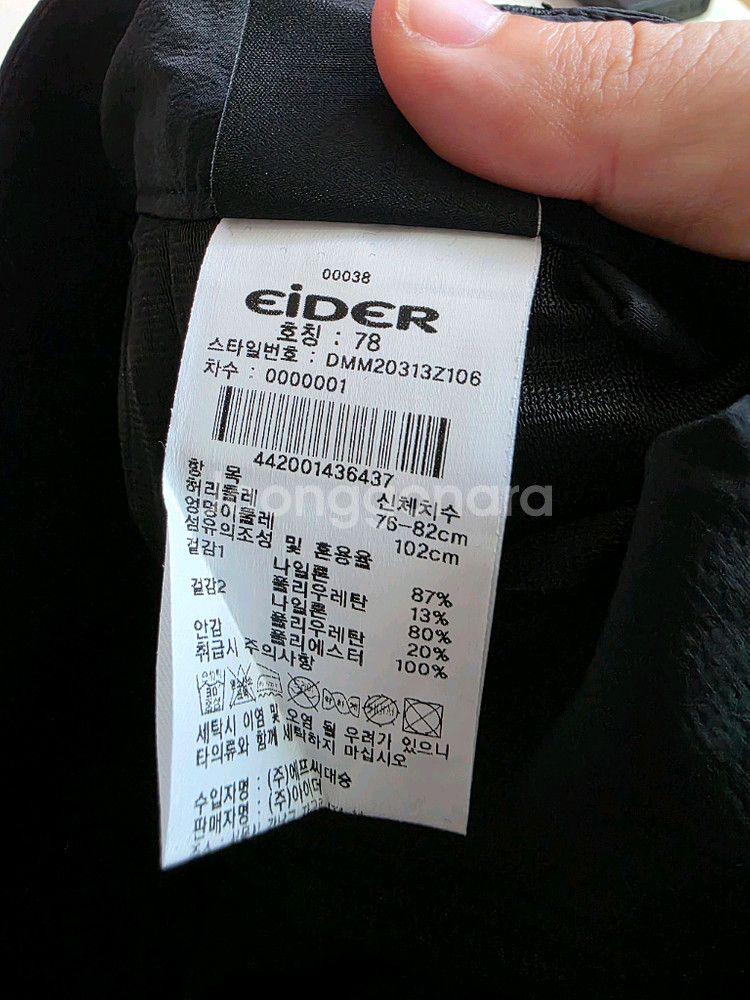 00038
EiDER
호칭 : 78
스타일번호 : DMM20313Z106
차수 : 0000001
442001436437
항 목 신체치수
허리둘레 76-82cm
엉덩이둘레 102cm
섬유의조성 및 혼용율
겉감1 나일론 87%
폴리우레탄 13%
겉감2 나일론 80%
폴리우레탄 20%
안감 폴리에스터 100%
취급시 주의사항
세탁시 이염 및 오염 될 우려가 있으니
타의류와 함께 세탁하지 마십시오
수입자명 : (주)에프씨대승
판매자명 : (주)아이더